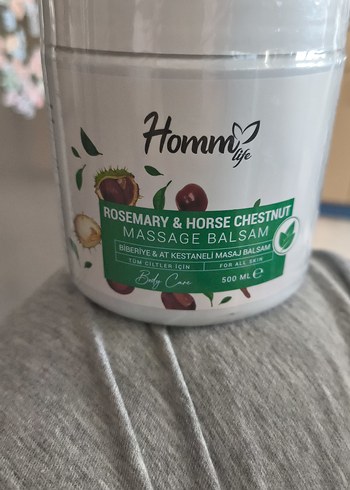 Homm
life
ROSEMARY & HORSE CHESTNUT
MASSAGE BALSAM
BİBERİYE & AT KESTANELİ MASAJ BALSAM
TÜM CİLTLER İÇİN FOR ALL SKIN
Body Care 500 ML ℮